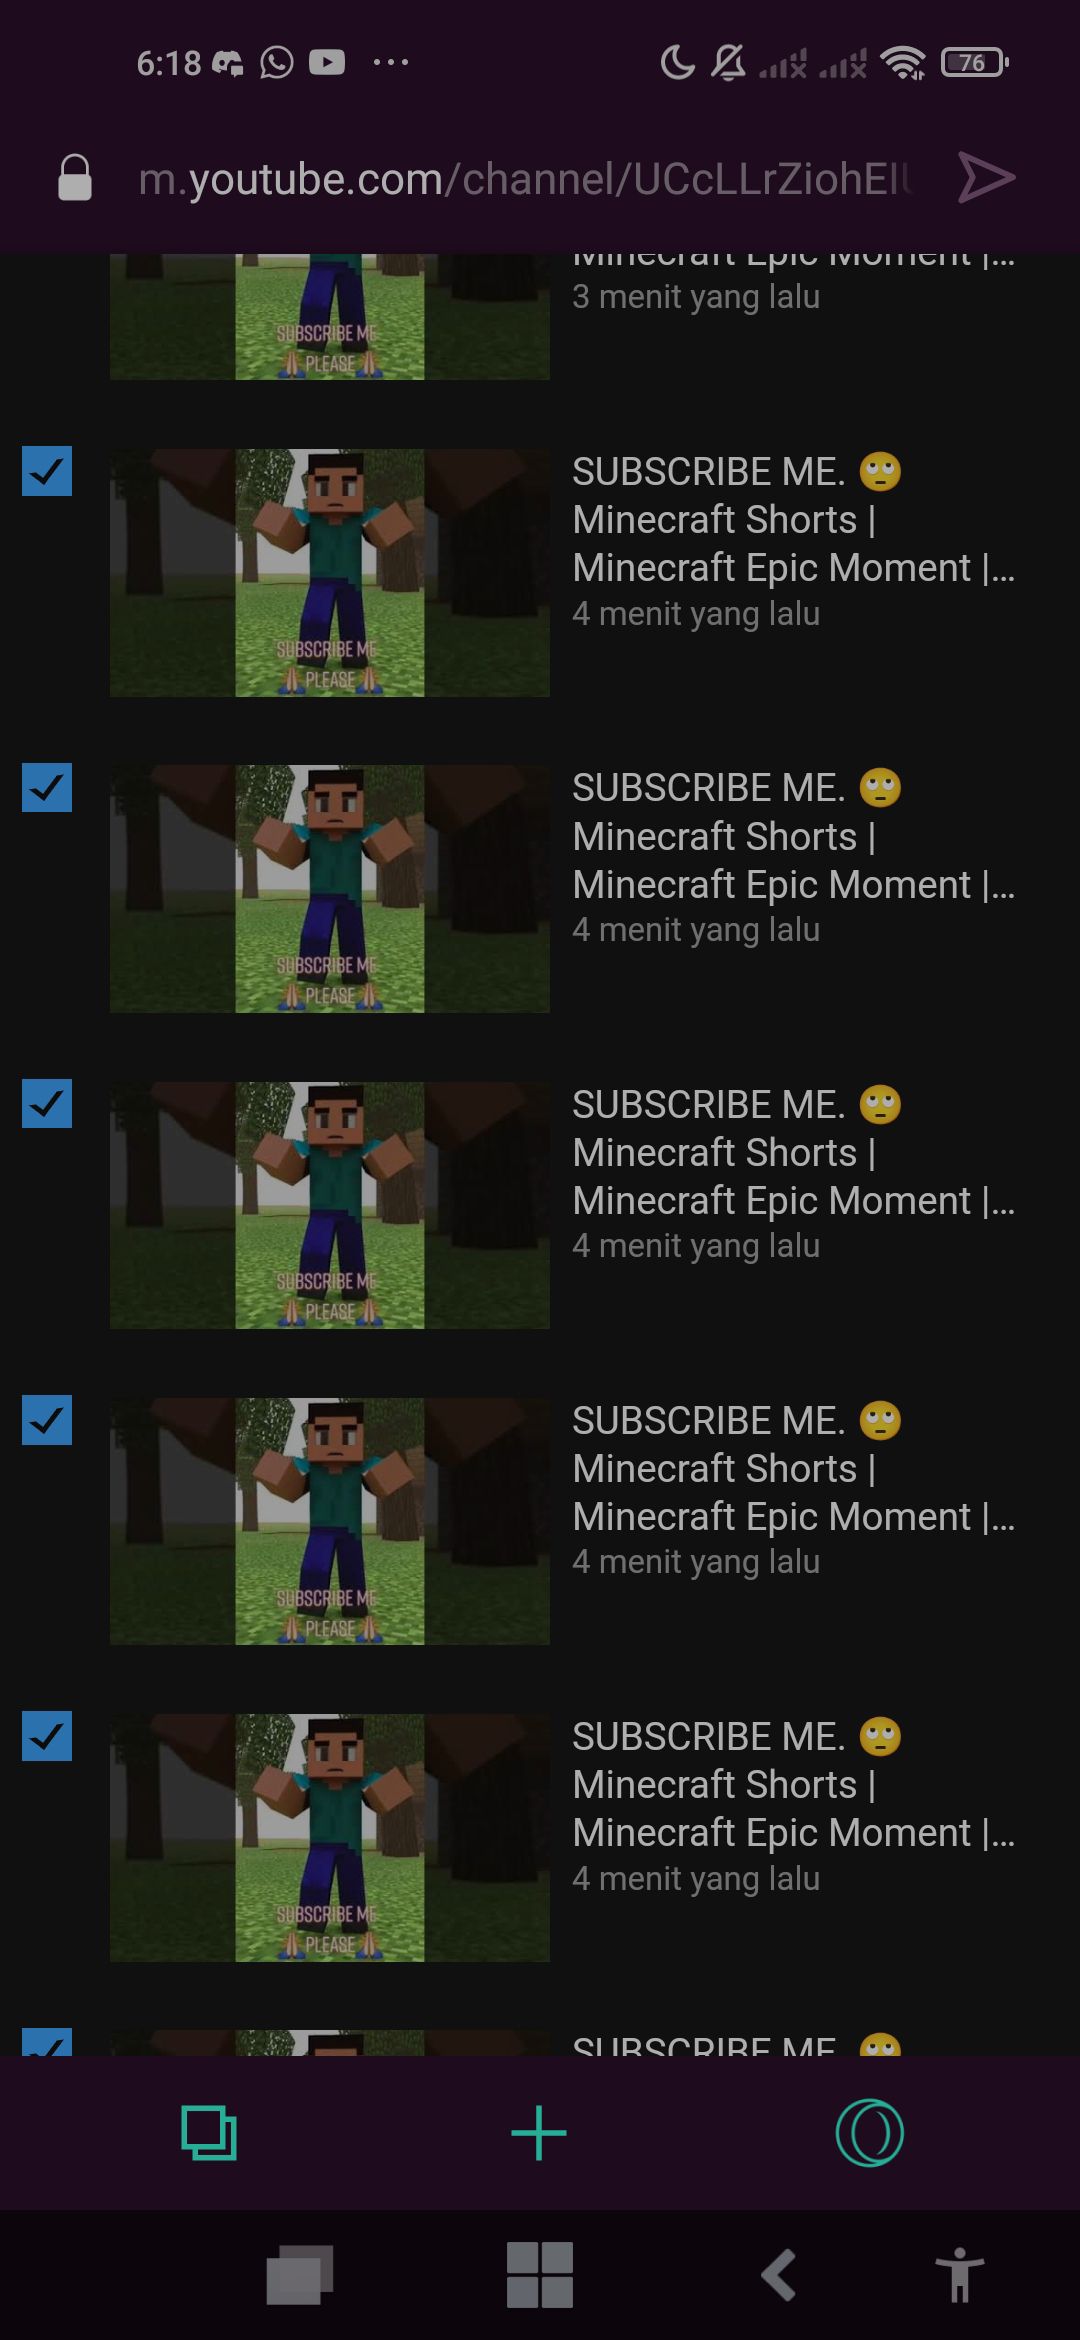 6:18
76
m.youtube.com/channel/UCcLLrZiohEIU
Minecraft Epic Moment |...
3 menit yang lalu
SUBSCRIBE ME
🙏 PLEASE 🙏
SUBSCRIBE ME. 🙄
Minecraft Shorts |
Minecraft Epic Moment |...
4 menit yang lalu
SUBSCRIBE ME
🙏 PLEASE 🙏
SUBSCRIBE ME. 🙄
Minecraft Shorts |
Minecraft Epic Moment |...
4 menit yang lalu
SUBSCRIBE ME
🙏 PLEASE 🙏
SUBSCRIBE ME. 🙄
Minecraft Shorts |
Minecraft Epic Moment |...
4 menit yang lalu
SUBSCRIBE ME
🙏 PLEASE 🙏
SUBSCRIBE ME. 🙄
Minecraft Shorts |
Minecraft Epic Moment |...
4 menit yang lalu
SUBSCRIBE ME
🙏 PLEASE 🙏
SUBSCRIBE ME. 🙄
Minecraft Shorts |
Minecraft Epic Moment |...
4 menit yang lalu
SUBSCRIBE ME
🙏 PLEASE 🙏
SUBSCRIBE ME. 🙄